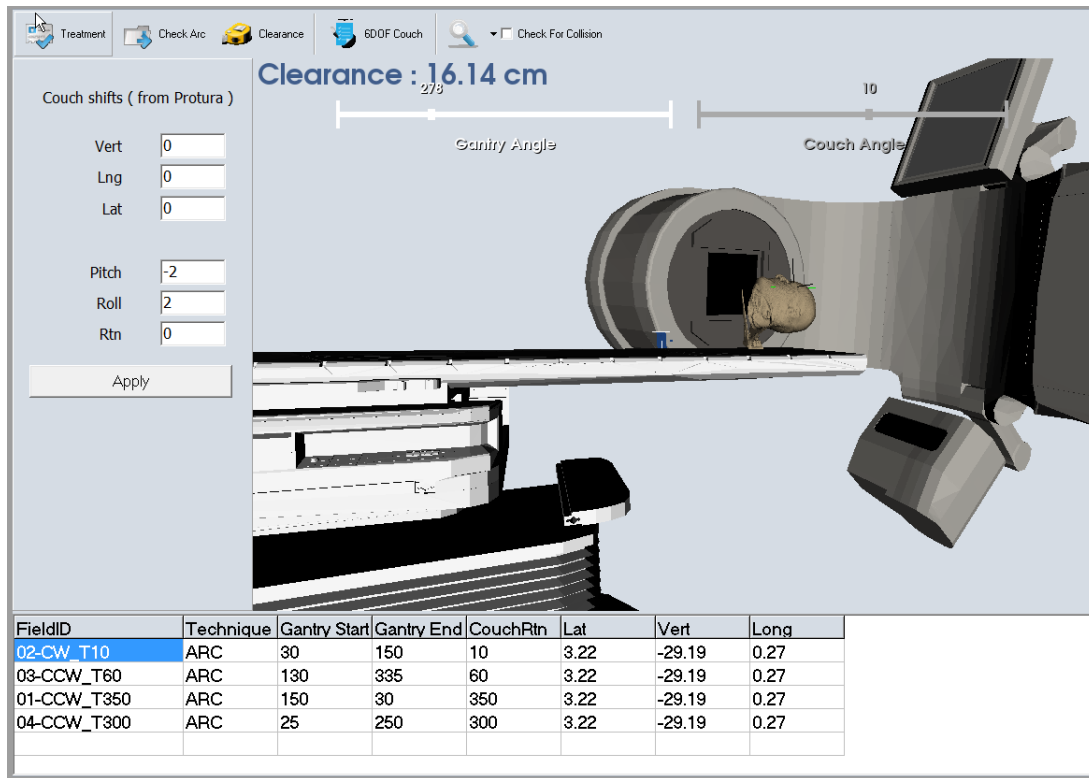 Treatment Check Arc Clearance 6DOF Couch Check For Collision
Clearance : 16.14 cm
278 10
Gantry Angle Couch Angle
Couch shifts ( from Protura )
Vert 0
Lng 0
Lat 0
Pitch -2
Roll 2
Rtn 0
Apply
FieldID Technique Gantry Start Gantry End CouchRtn Lat Vert Long
02-CW_T10 ARC 30 150 10 3.22 -29.19 0.27
03-CCW_T60 ARC 130 335 60 3.22 -29.19 0.27
01-CCW_T350 ARC 150 30 350 3.22 -29.19 0.27
04-CCW_T300 ARC 25 250 300 3.22 -29.19 0.27